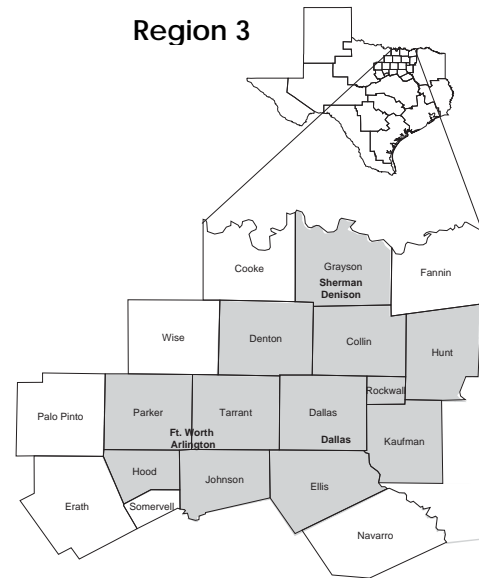 Region 3
Cooke
Grayson
Sherman
Denison
Fannin
Wise
Denton
Collin
Hunt
Rockwall
Palo Pinto
Parker
Tarrant
Dallas
Ft. Worth
Arlington
Dallas
Kaufman
Hood
Johnson
Ellis
Erath
Somervell
Navarro